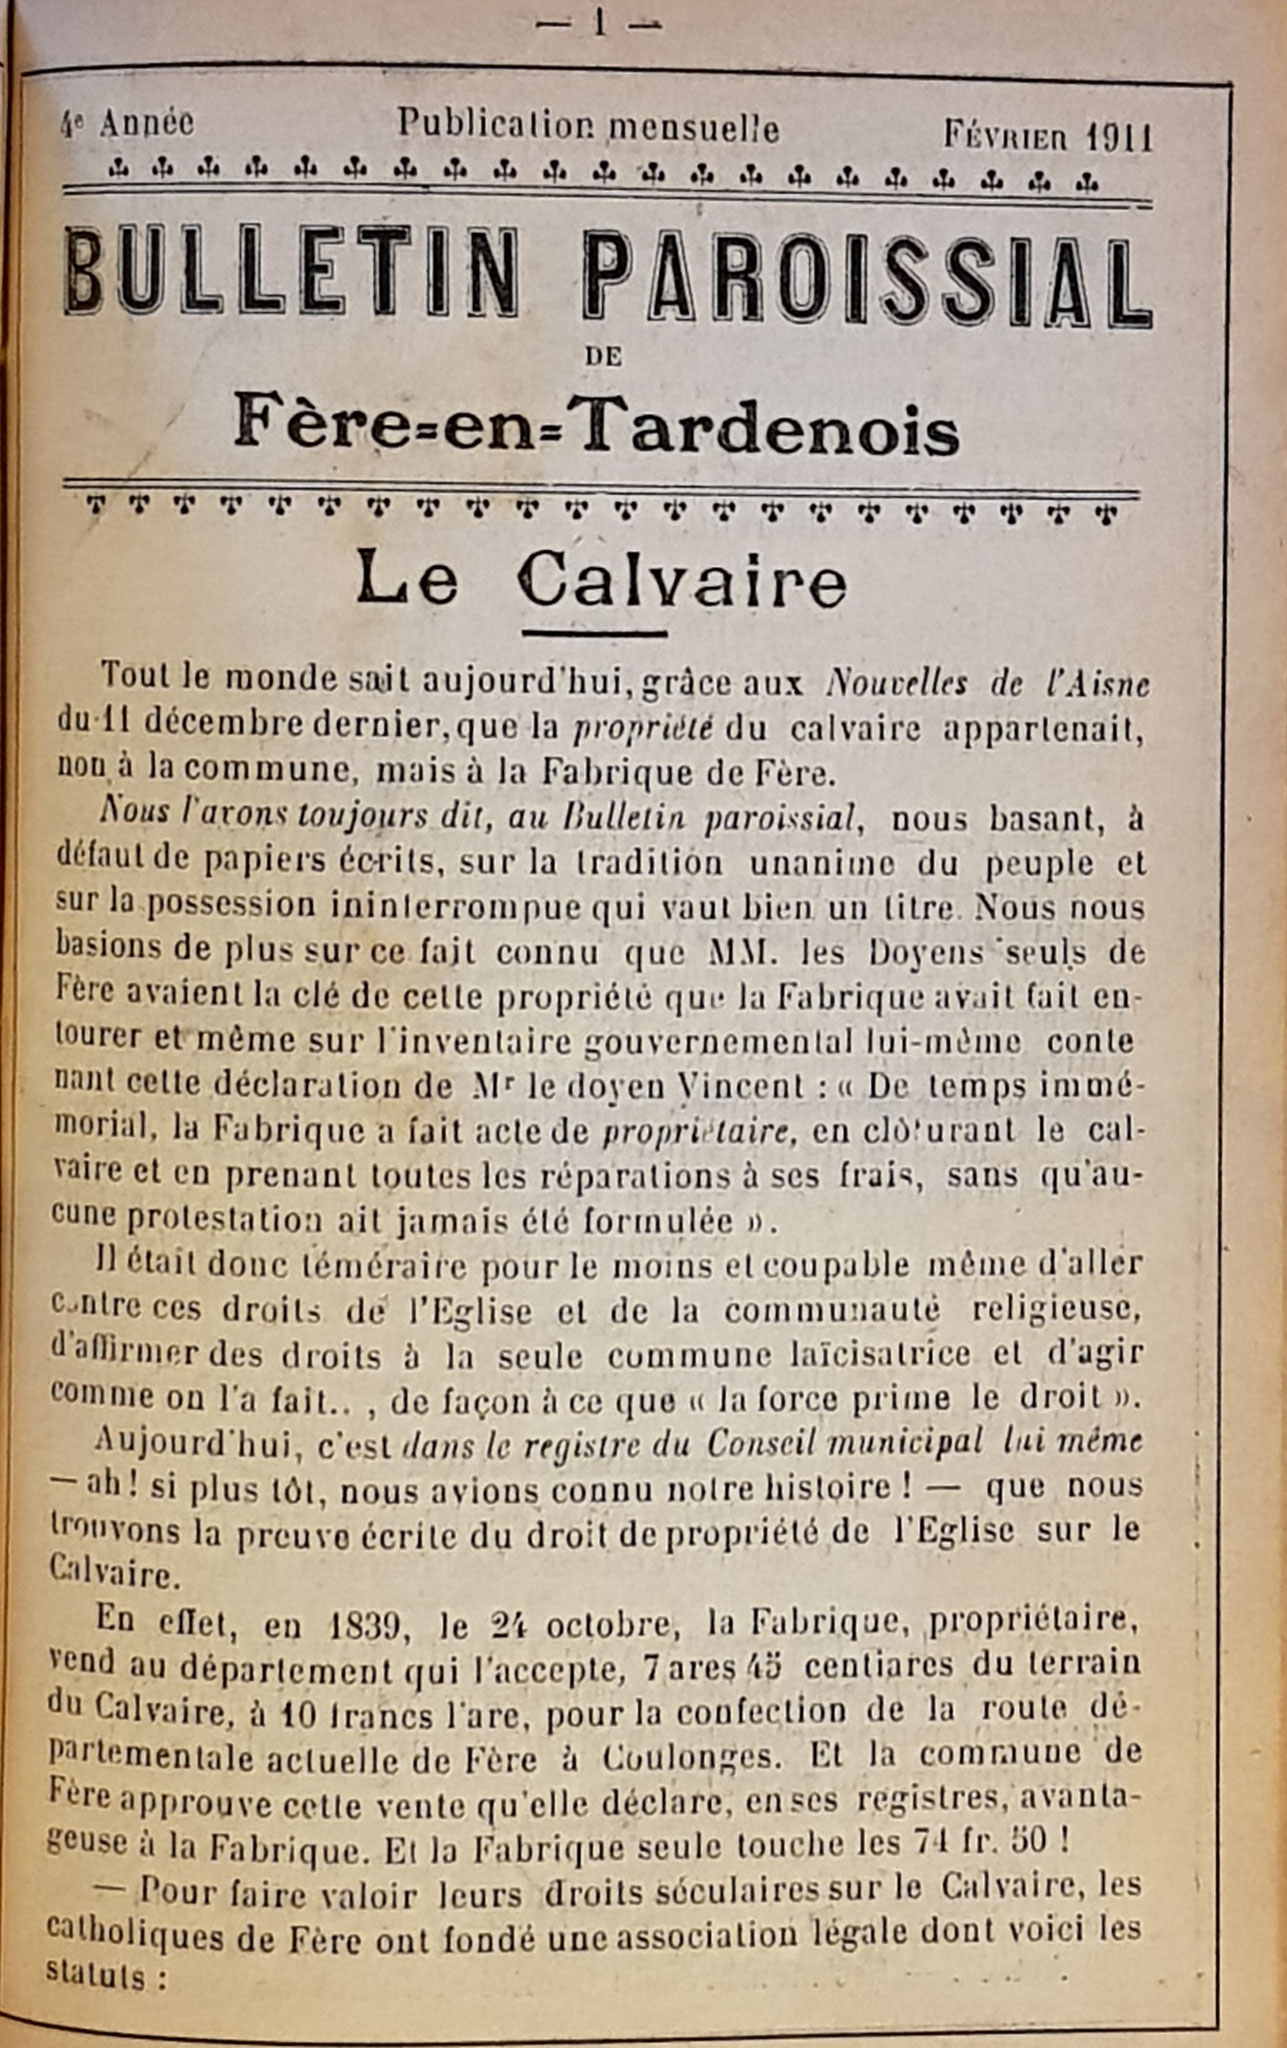 — 1 —
4e Année Publication mensuelle FÉVRIER 1911
BULLETIN PAROISSIAL
DE
Fère=en=Tardenois
Le Calvaire
Tout le monde sait aujourd'hui, grâce aux Nouvelles de l'Aisne
du 11 décembre dernier, que la propriété du calvaire appartenait,
non à la commune, mais à la Fabrique de Fère.
Nous l'avons toujours dit, au Bulletin paroissial, nous basant, à
défaut de papiers écrits, sur la tradition unanime du peuple et
sur la possession ininterrompue qui vaut bien un titre. Nous nous
basions de plus sur ce fait connu que MM. les Doyens seuls de
Fère avaient la clé de cette propriété que la Fabrique avait fait en-
tourer et même sur l'inventaire gouvernemental lui-même conte
nant cette déclaration de Mr le doyen Vincent : « De temps immé-
morial, la Fabrique a fait acte de propriétaire, en clôturant le cal-
vaire et en prenant toutes les réparations à ses frais, sans qu'au-
cune protestation ait jamais été formulée ».
Il était donc téméraire pour le moins et coupable même d'aller
contre ces droits de l'Eglise et de la communauté religieuse,
d'affirmer des droits à la seule commune laïcisatrice et d'agir
comme on l'a fait.. , de façon à ce que « la force prime le droit ».
Aujourd'hui, c'est dans le registre du Conseil municipal lui même
— ah ! si plus tôt, nous avions connu notre histoire ! — que nous
trouvons la preuve écrite du droit de propriété de l'Eglise sur le
Calvaire.
En effet, en 1839, le 24 octobre, la Fabrique, propriétaire,
vend au département qui l'accepte, 7 ares 45 centiares du terrain
du Calvaire, à 10 francs l'are, pour la confection de la route dé-
partementale actuelle de Fère à Coulonges. Et la commune de
Fère approuve cette vente qu'elle déclare, en ses registres, avanta-
geuse à la Fabrique. Et la Fabrique seule touche les 74 fr. 50 !
— Pour faire valoir leurs droits séculaires sur le Calvaire, les
catholiques de Fère ont fondé une association légale dont voici les
statuts :